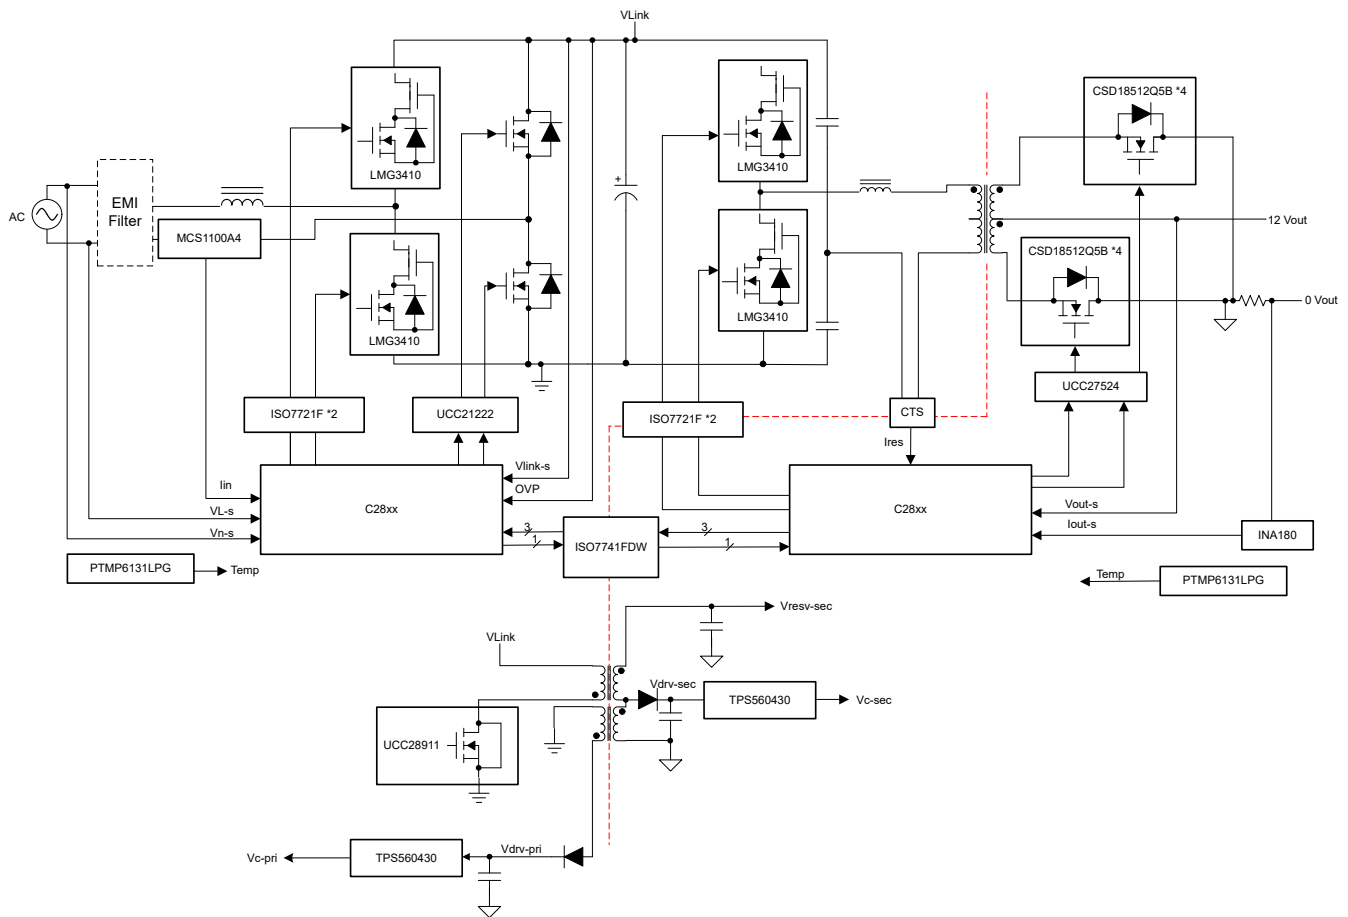 VLink
CSD18512Q5B *4
LMG3410
LMG3410
EMI
Filter
AC
MCS1100A4
12 Vout
CSD18512Q5B *4
0 Vout
+
LMG3410
LMG3410
UCC27524
ISO7721F *2
UCC21222
ISO7721F *2
CTS
Ires
Vlink-s
Iin
OVP
VL-s
C28xx
C28xx
Vout-s
Vn-s
3
3
Iout-s
1
ISO7741FDW
1
INA180
PTMP6131LPG
Temp
Temp
PTMP6131LPG
Vresv-sec
VLink
Vdrv-sec
TPS560430
Vc-sec
UCC28911
Vdrv-pri
Vc-pri
TPS560430